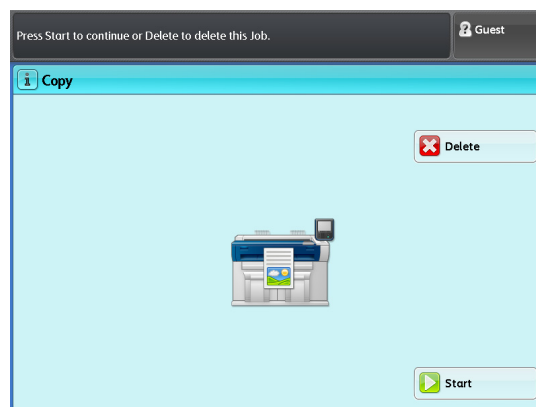 Press Start to continue or Delete to delete this Job.
Guest
Copy
Delete
Start